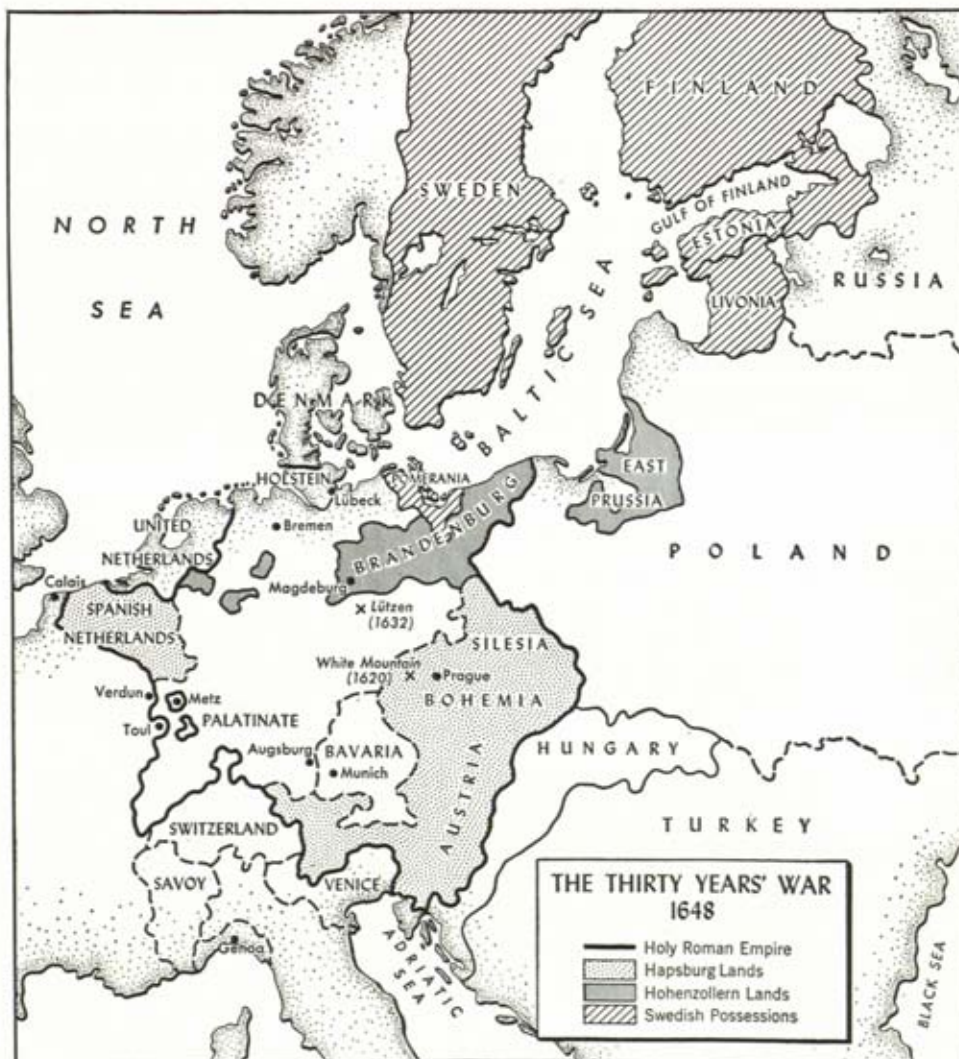 FINLAND
SWEDEN
NORTH
SEA
GULF OF FINLAND
ESTONIA
RUSSIA
LIVONIA
BALTIC SEA
DENMARK
HOLSTEIN
Lübeck
POMERANIA
EAST
PRUSSIA
Bremen
UNITED
NETHERLANDS
BRANDENBURG
POLAND
Calais
Magdeburg
SPANISH
NETHERLANDS
Lützen
(1632)
SILESIA
White Mountain
(1620)
Prague
BOHEMIA
Verdun
Metz
Toul
PALATINATE
Augsburg
BAVARIA
Munich
HUNGARY
AUSTRIA
SWITZERLAND
TURKEY
SAVOY
VENICE
Genoa
ADRIATIC
SEA
BLACK SEA
THE THIRTY YEARS' WAR
1648
Holy Roman Empire
Hapsburg Lands
Hohenzollern Lands
Swedish Possessions